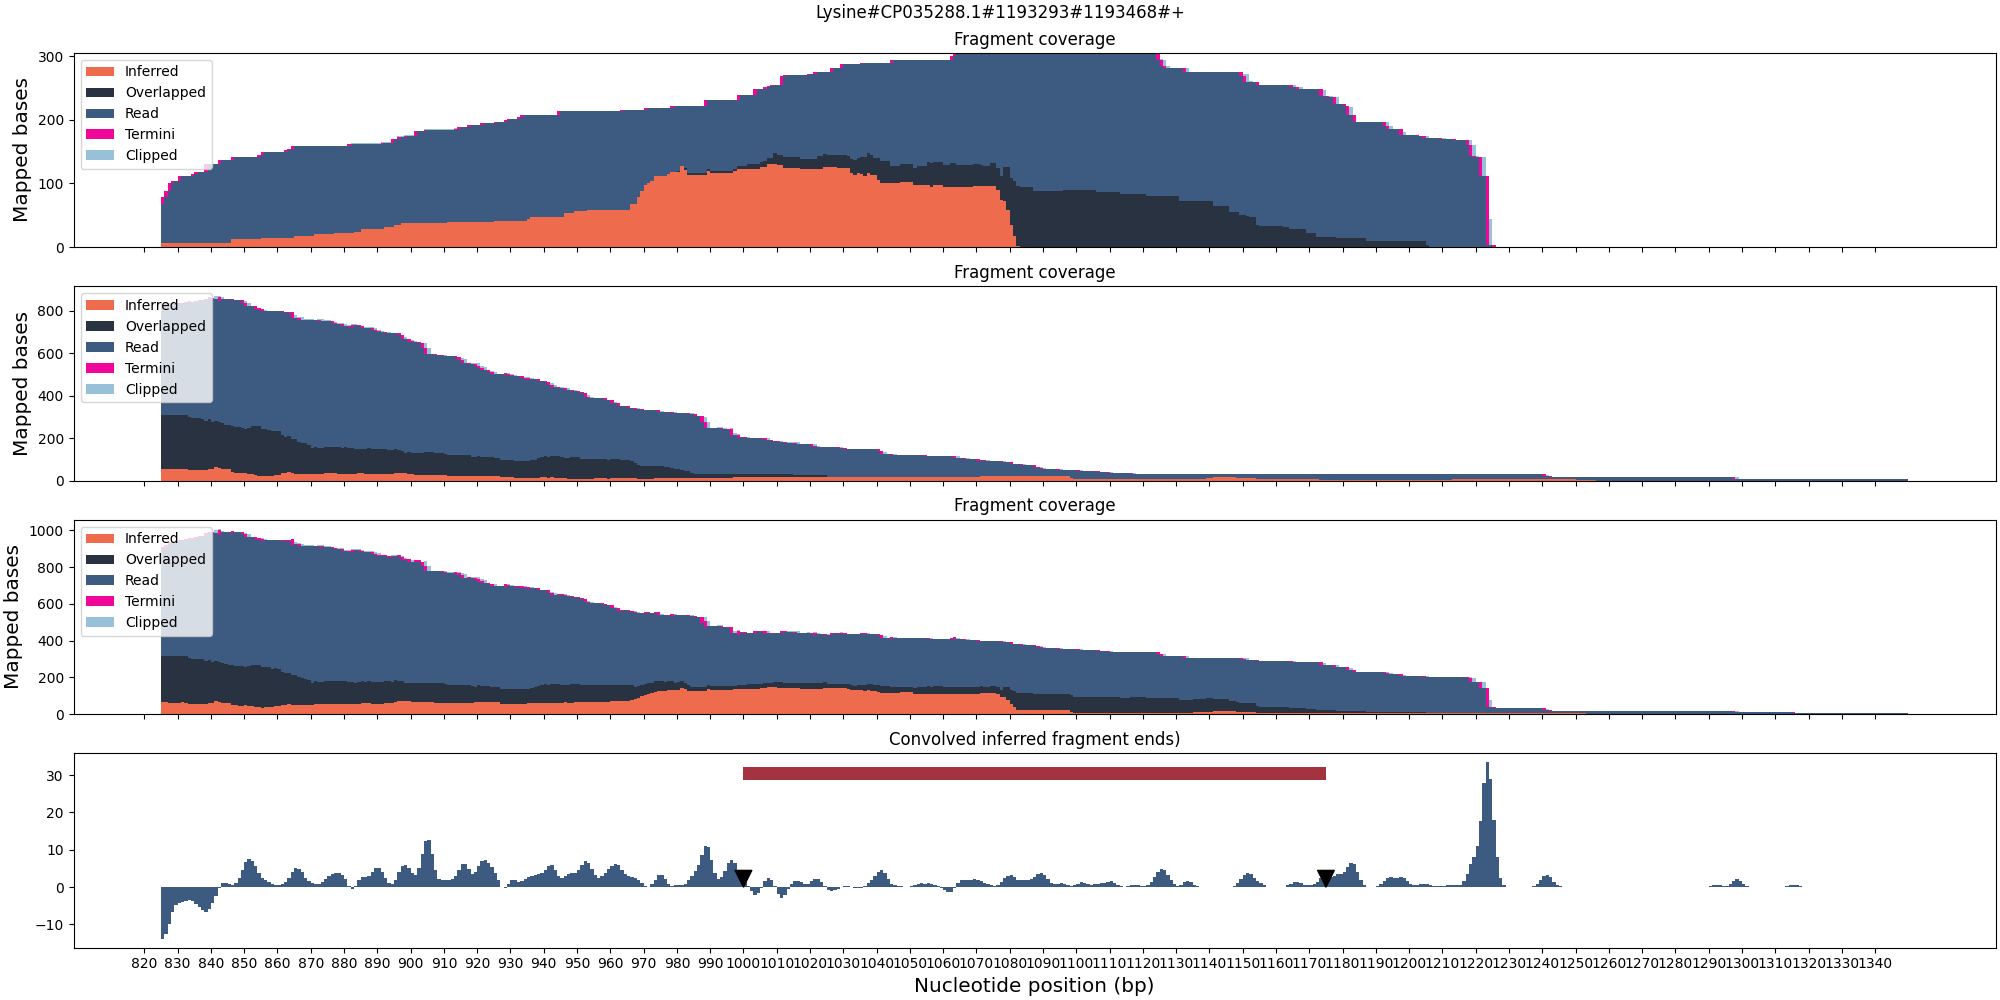 Lysine#CP035288.1#1193293#1193468#+
Fragment coverage
Mapped bases
300
200
100
0
Inferred
Overlapped
Read
Termini
Clipped
Fragment coverage
Mapped bases
800
600
400
200
0
Inferred
Overlapped
Read
Termini
Clipped
Fragment coverage
Mapped bases
1000
800
600
400
200
0
Inferred
Overlapped
Read
Termini
Clipped
Convolved inferred fragment ends)
30
20
10
0
−10
820 830 840 850 860 870 880 890 900 910 920 930 940 950 960 970 980 990 1000 1010 1020 1030 1040 1050 1060 1070 1080 1090 1100 1110 1120 1130 1140 1150 1160 1170 1180 1190 1200 1210 1220 1230 1240 1250 1260 1270 1280 1290 1300 1310 1320 1330 1340
Nucleotide position (bp)